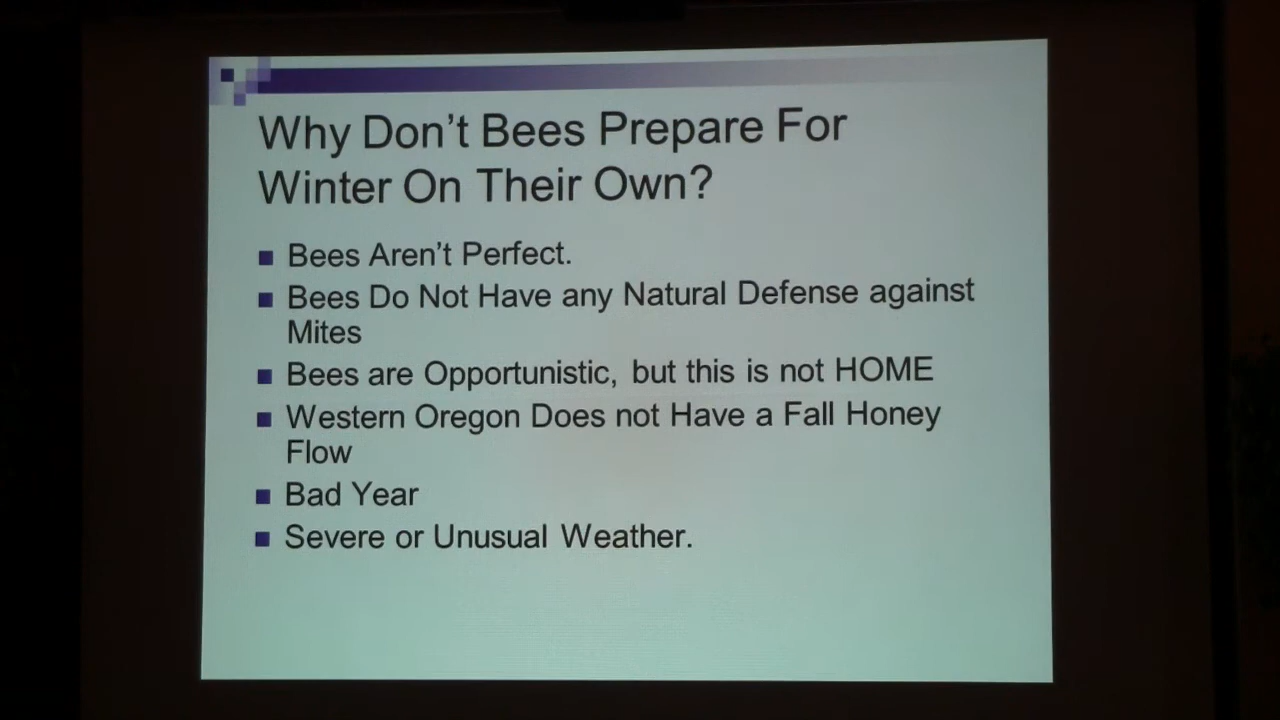 Why Don't Bees Prepare For
Winter On Their Own?
Bees Aren't Perfect.
Bees Do Not Have any Natural Defense against
Mites
Bees are Opportunistic, but this is not HOME
Western Oregon Does not Have a Fall Honey
Flow
Bad Year
Severe or Unusual Weather.